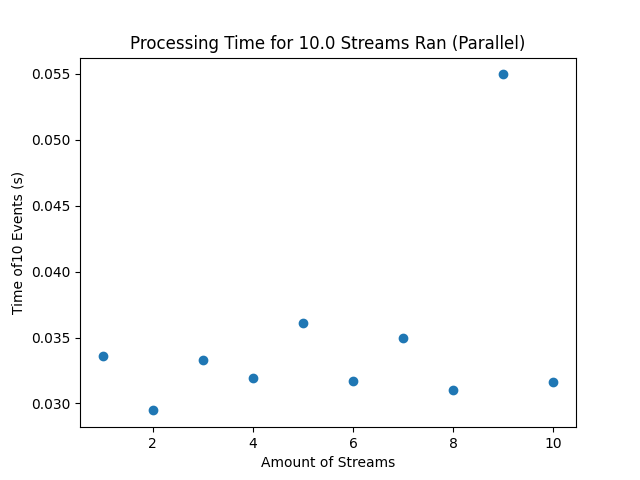 Processing Time for 10.0 Streams Ran (Parallel)
0.055
0.050
0.045
0.040
0.035
0.030
Time of10 Events (s)
2 4 6 8 10
Amount of Streams